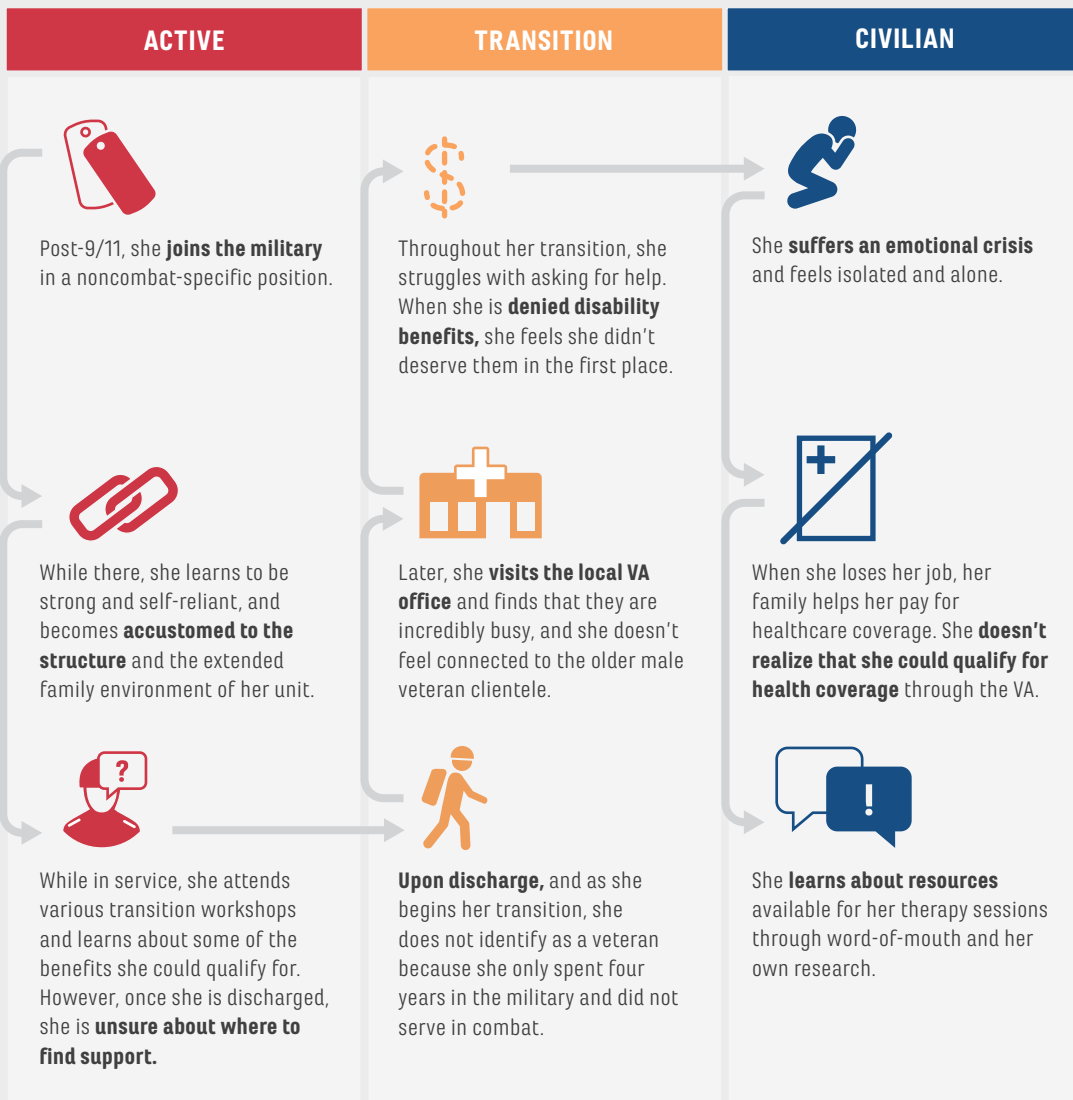 ACTIVE
Post-9/11, she joins the military
in a noncombat-specific position.
While there, she learns to be
strong and self-reliant, and
becomes accustomed to the
structure and the extended
family environment of her unit.
?
While in service, she attends
various transition workshops
and learns about some of the
benefits she could qualify for.
However, once she is discharged,
she is unsure about where to
find support.
TRANSITION
Upon discharge, and as she
begins her transition, she
does not identify as a veteran
because she only spent four
years in the military and did not
serve in combat.
Later, she visits the local VA
office and finds that they are
incredibly busy, and she doesn't
feel connected to the older male
veteran clientele.
$
Throughout her transition, she
struggles with asking for help.
When she is denied disability
benefits, she feels she didn't
deserve them in the first place.
CIVILIAN
She suffers an emotional crisis
and feels isolated and alone.
When she loses her job, her
family helps her pay for
healthcare coverage. She doesn't
realize that she could qualify for
health coverage through the VA.
!
She learns about resources
available for her therapy sessions
through word-of-mouth and her
own research.